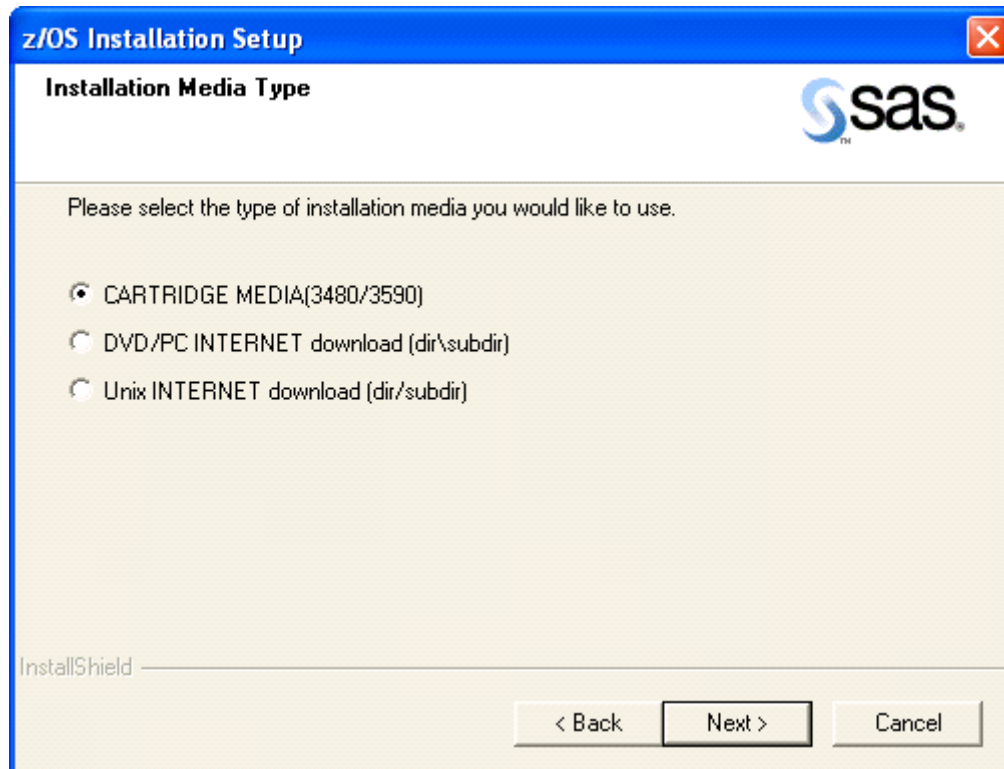 z/OS Installation Setup
Installation Media Type
sas®
TM
Please select the type of installation media you would like to use.
CARTRIDGE MEDIA(3480/3590)
DVD/PC INTERNET download (dir\subdir)
Unix INTERNET download (dir/subdir)
InstallShield
< Back
Next >
Cancel